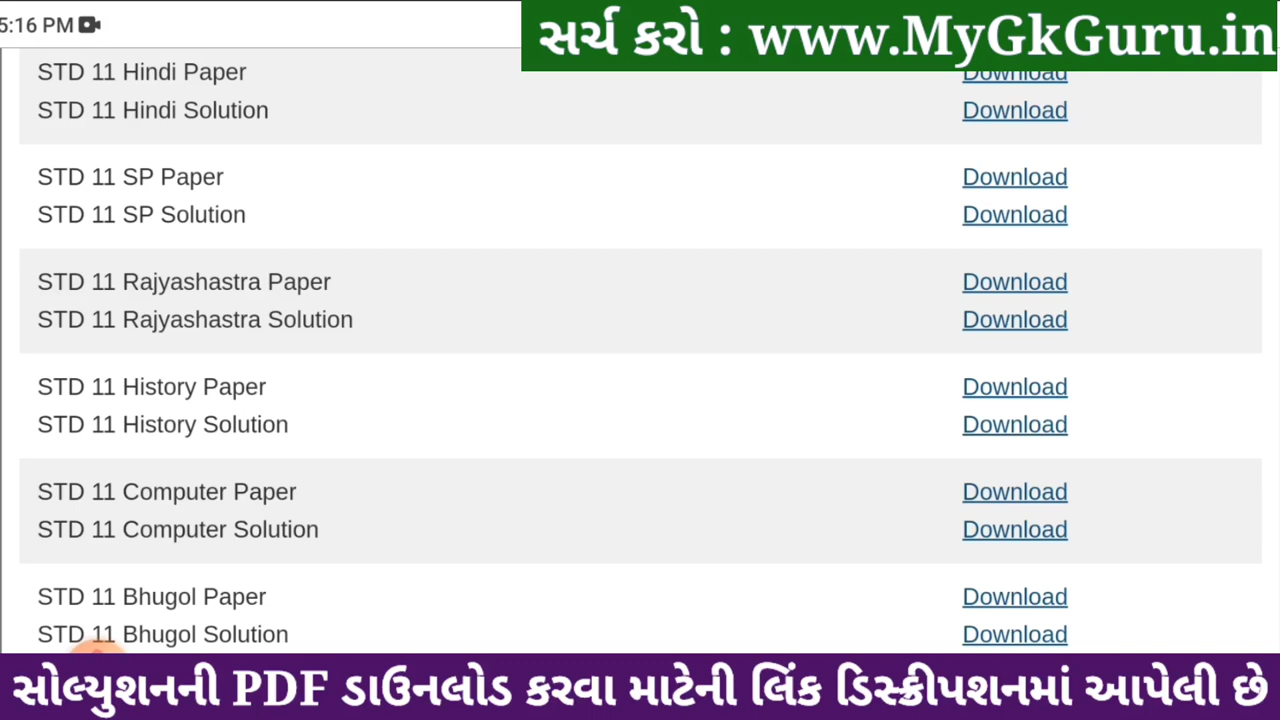 5:16 PM
સર્ચ કરો : www.MyGkGuru.in
STD 11 Hindi Paper Download
STD 11 Hindi Solution Download
STD 11 SP Paper Download
STD 11 SP Solution Download
STD 11 Rajyashastra Paper Download
STD 11 Rajyashastra Solution Download
STD 11 History Paper Download
STD 11 History Solution Download
STD 11 Computer Paper Download
STD 11 Computer Solution Download
STD 11 Bhugol Paper Download
STD 11 Bhugol Solution Download
સોલ્યુશનની PDF ડાઉનલોડ કરવા માટેની લિંક ડિસ્ક્રીપશનમાં આપેલી છે